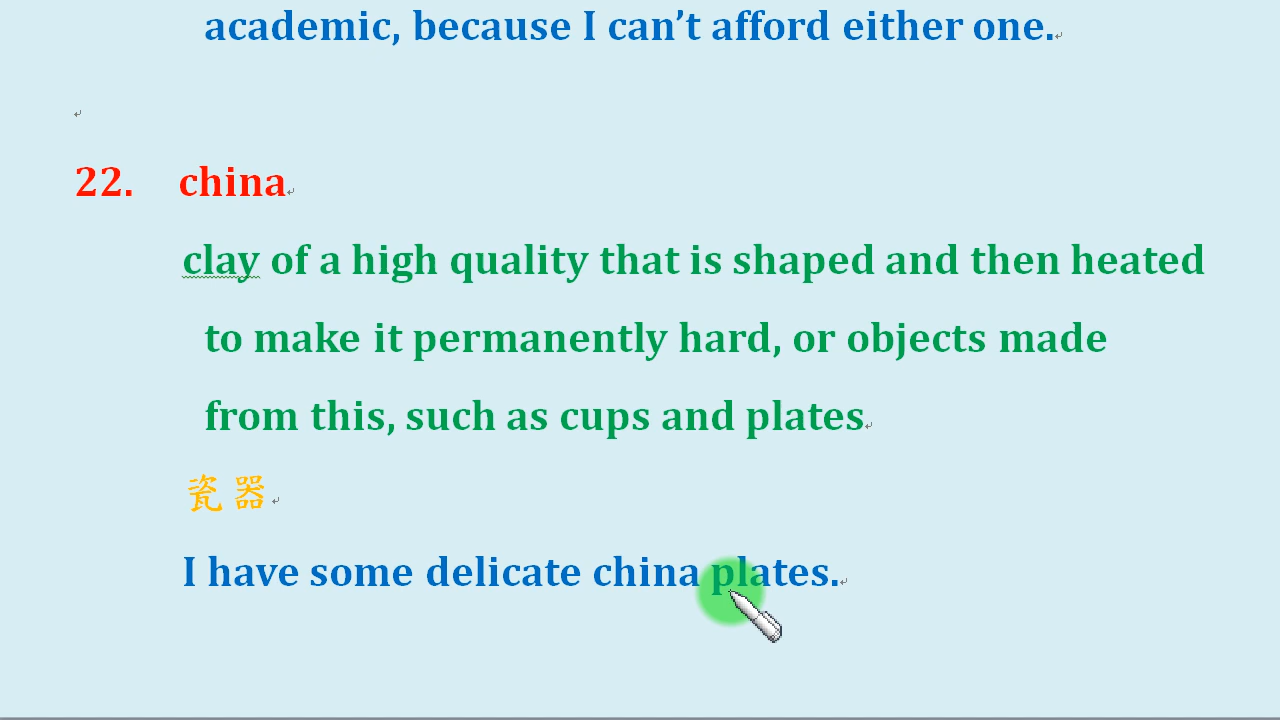 academic, because I can’t afford either one.
22. china
clay of a high quality that is shaped and then heated
to make it permanently hard, or objects made
from this, such as cups and plates
瓷器
I have some delicate china plates.